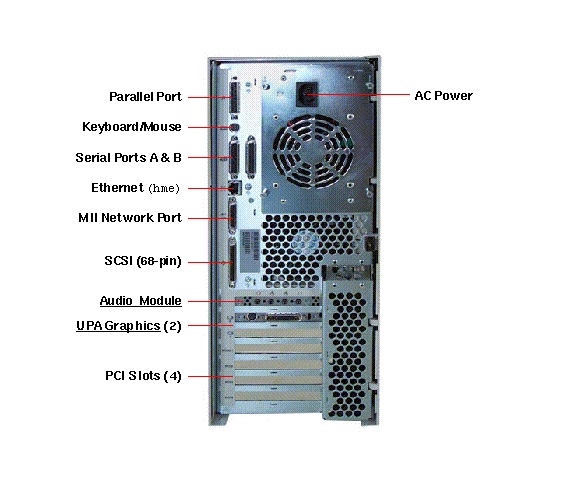 Parallel Port
AC Power
Keyboard/Mouse
Serial Ports A & B
Ethernet (hme)
MII Network Port
SCSI (68-pin)
Audio Module
UPA Graphics (2)
PCI Slots (4)